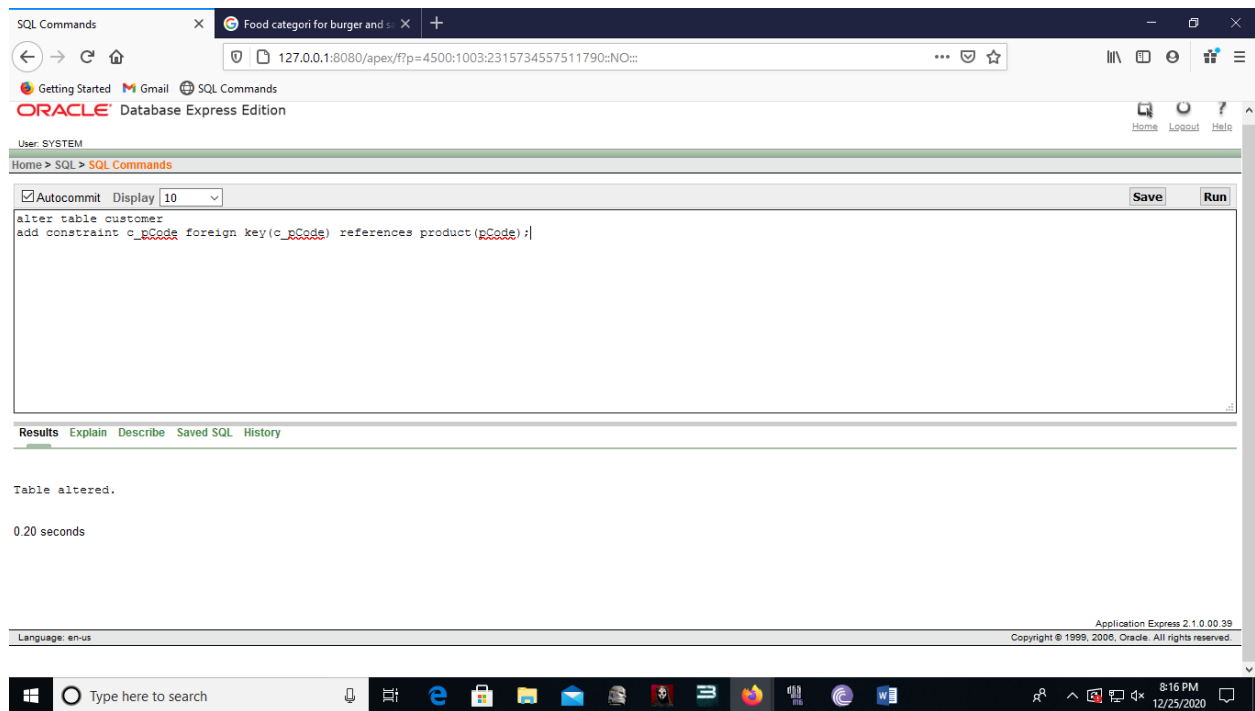 SQL Commands
Food categori for burger and s
127.0.0.1:8080/apex/f?p=4500:1003:2315734557511790::NO:::
Getting Started Gmail SQL Commands
ORACLE Database Express Edition
Home Logout Help
User: SYSTEM
Home > SQL > SQL Commands
Autocommit Display 10 Save Run
alter table customer
add constraint c_pCode foreign key(c_pCode) references product(pCode);
Results Explain Describe Saved SQL History
Table altered.
0.20 seconds
Application Express 2.1.0.00.39
Language: en-us Copyright © 1999, 2006, Oracle. All rights reserved.
Type here to search
8:16 PM
12/25/2020